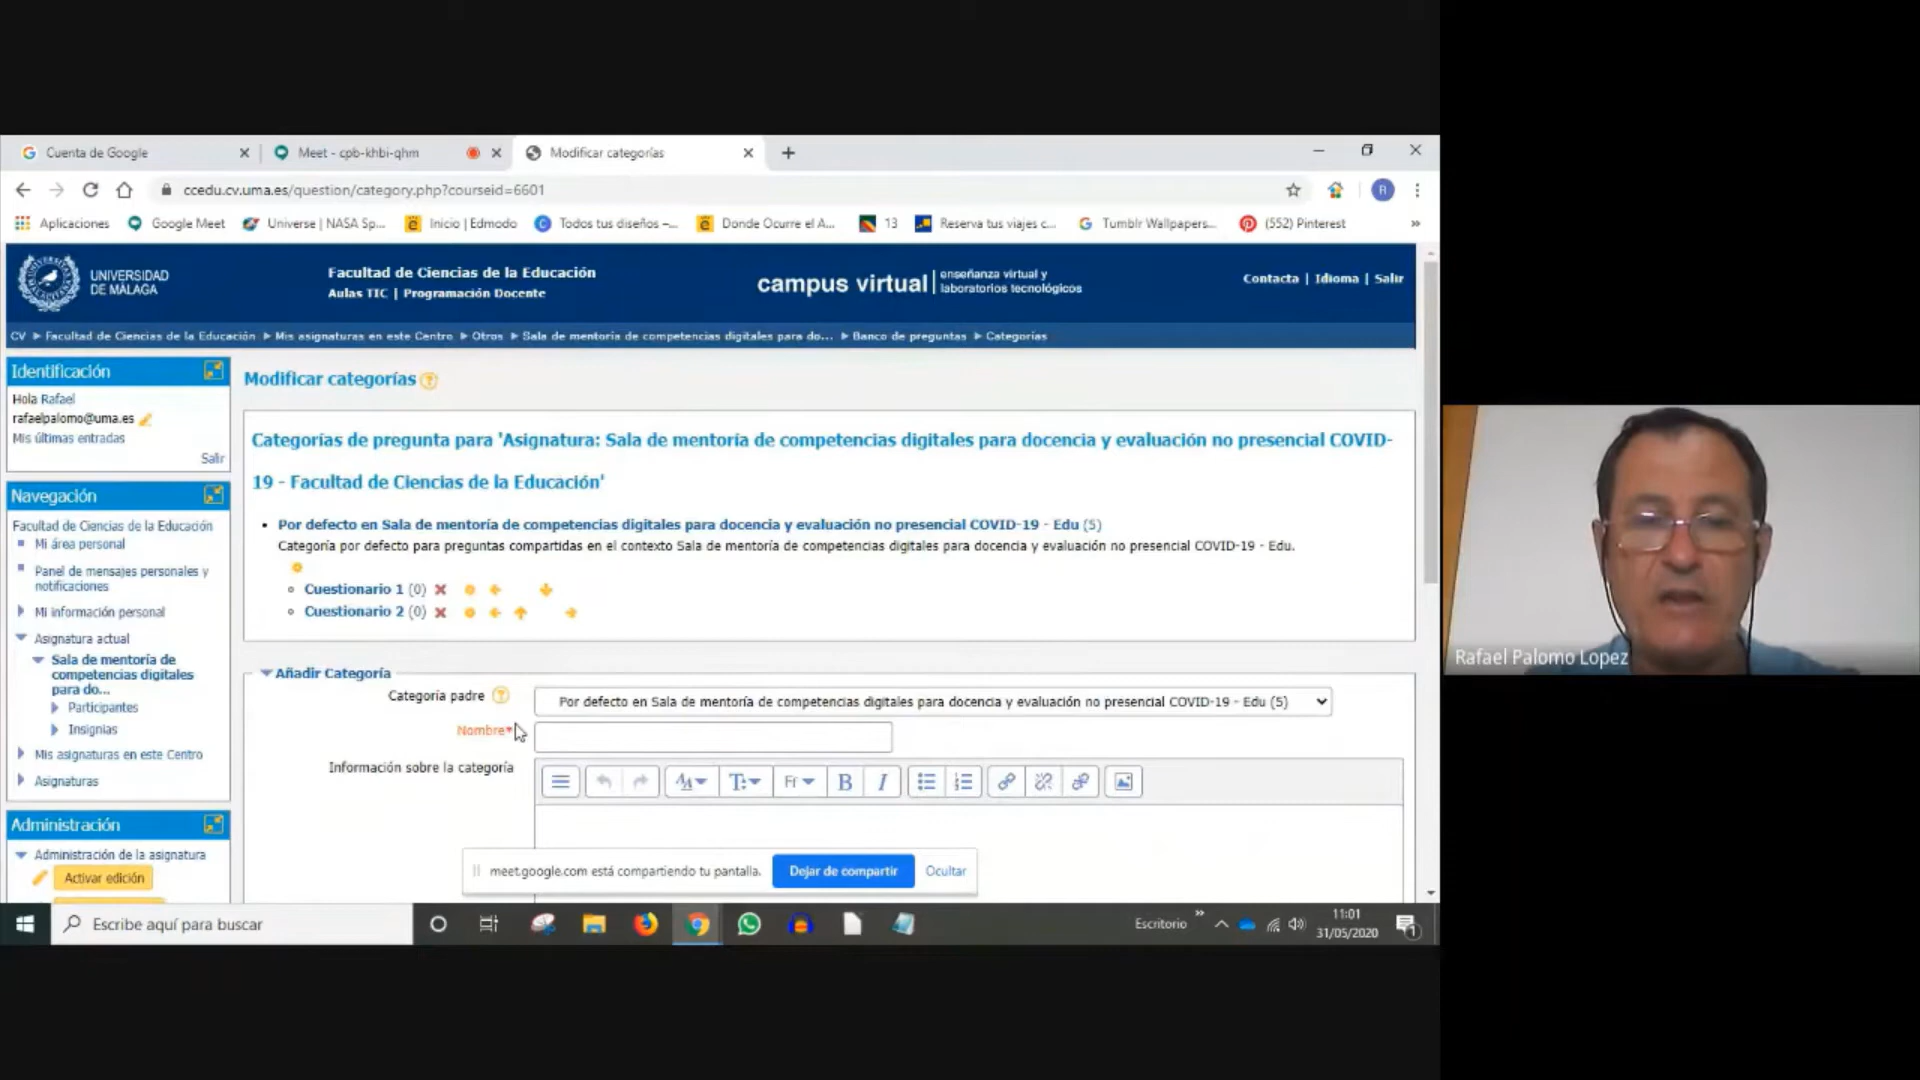 Cuenta de Google
Meet - cpb-khbi-qhm
Modificar categorías
ccedu.cv.uma.es/question/category.php?courseid=6601
Aplicaciones
Google Meet
Universe | NASA Sp...
Inicio | Edmodo
Todos tus diseños –...
Donde Ocurre el A...
13
Reserva tus viajes c...
Tumblr Wallpapers...
(552) Pinterest
UNIVERSIDAD
DE MÁLAGA
Facultad de Ciencias de la Educación
Aulas TIC | Programación Docente
campus virtual
enseñanza virtual y
laboratorios tecnológicos
Contacta | Idioma | Salir
CV ► Facultad de Ciencias de la Educación ► Mis asignaturas en este Centro ► Otros ► Sala de mentoría de competencias digitales para do... ► Banco de preguntas ► Categorías
Identificación
Hola Rafael
rafaelpalomo@uma.es
Mis últimas entradas
Salir
Navegación
Facultad de Ciencias de la Educación
Mi área personal
Panel de mensajes personales y
notificaciones
Mi información personal
Asignatura actual
Sala de mentoría de
competencias digitales
para do...
Participantes
Insignias
Mis asignaturas en este Centro
Asignaturas
Administración
Administración de la asignatura
Activar edición
Modificar categorías
Categorías de pregunta para 'Asignatura: Sala de mentoría de competencias digitales para docencia y evaluación no presencial COVID-
19 - Facultad de Ciencias de la Educación'
Por defecto en Sala de mentoría de competencias digitales para docencia y evaluación no presencial COVID-19 - Edu (5)
Categoría por defecto para preguntas compartidas en el contexto Sala de mentoría de competencias digitales para docencia y evaluación no presencial COVID-19 - Edu.
Cuestionario 1 (0)
Cuestionario 2 (0)
Añadir Categoría
Categoría padre
Por defecto en Sala de mentoría de competencias digitales para docencia y evaluación no presencial COVID-19 - Edu (5)
Nombre*
Información sobre la categoría
meet.google.com está compartiendo tu pantalla.
Dejar de compartir
Ocultar
Rafael Palomo Lopez
Escribe aquí para buscar
Escritorio
11:01
31/05/2020
1